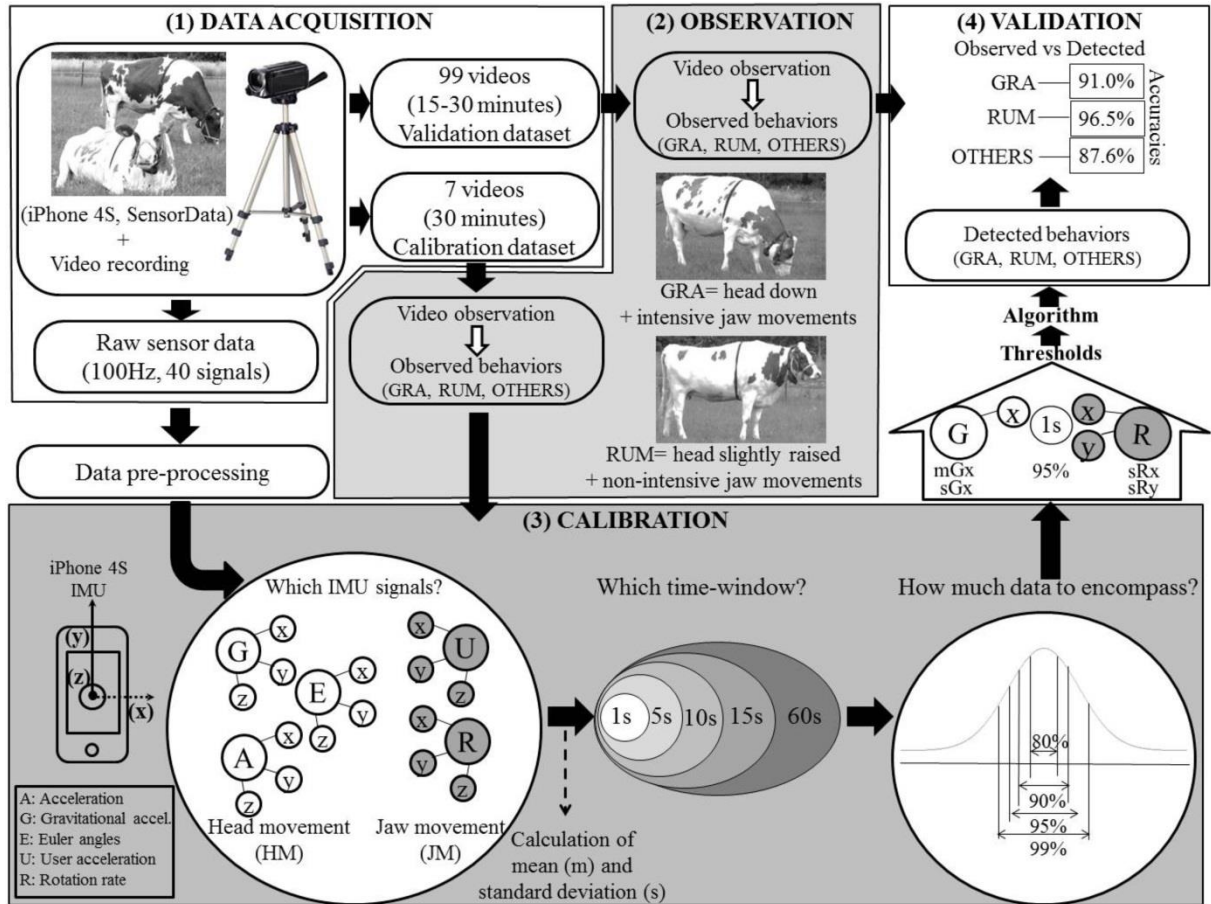 (1) DATA ACQUISITION
(iPhone 4S, SensorData)
+
Video recording
99 videos
(15-30 minutes)
Validation dataset
7 videos
(30 minutes)
Calibration dataset
Raw sensor data
(100Hz, 40 signals)
Data pre-processing
(2) OBSERVATION
Video observation
Observed behaviors
(GRA, RUM, OTHERS)
Video observation
Observed behaviors
(GRA, RUM, OTHERS)
GRA= head down
+ intensive jaw movements
RUM= head slightly raised
+ non-intensive jaw movements
(4) VALIDATION
Observed vs Detected
GRA
91.0%
RUM
96.5%
OTHERS
87.6%
Accuracies
Detected behaviors
(GRA, RUM, OTHERS)
Algorithm
Thresholds
G
x
1s
x
y
R
mGx
sGx
95%
sRx
sRy
(3) CALIBRATION
iPhone 4S
IMU
(y)
(z)
(x)
A: Acceleration
G: Gravitational accel.
E: Euler angles
U: User acceleration
R: Rotation rate
Which IMU signals?
G
x
y
z
E
x
y
z
A
x
y
z
Head movement
(HM)
U
x
y
z
R
x
y
z
Jaw movement
(JM)
Calculation of
mean (m) and
standard deviation (s)
Which time-window?
1s
5s
10s
15s
60s
How much data to encompass?
80%
90%
95%
99%